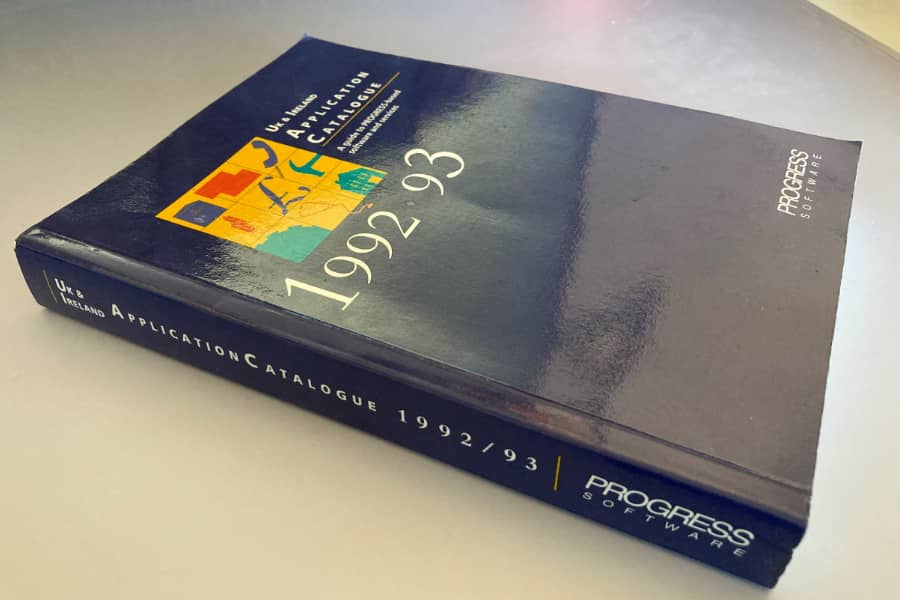 UK & IRELAND
APPLICATION
CATALOGUE
A guide to PROGRESS-based
software and services
£
1992·93
PROGRESS
SOFTWARE
UK &
IRELAND APPLICATION CATALOGUE 1992/93
PROGRESS
SOFTWARE